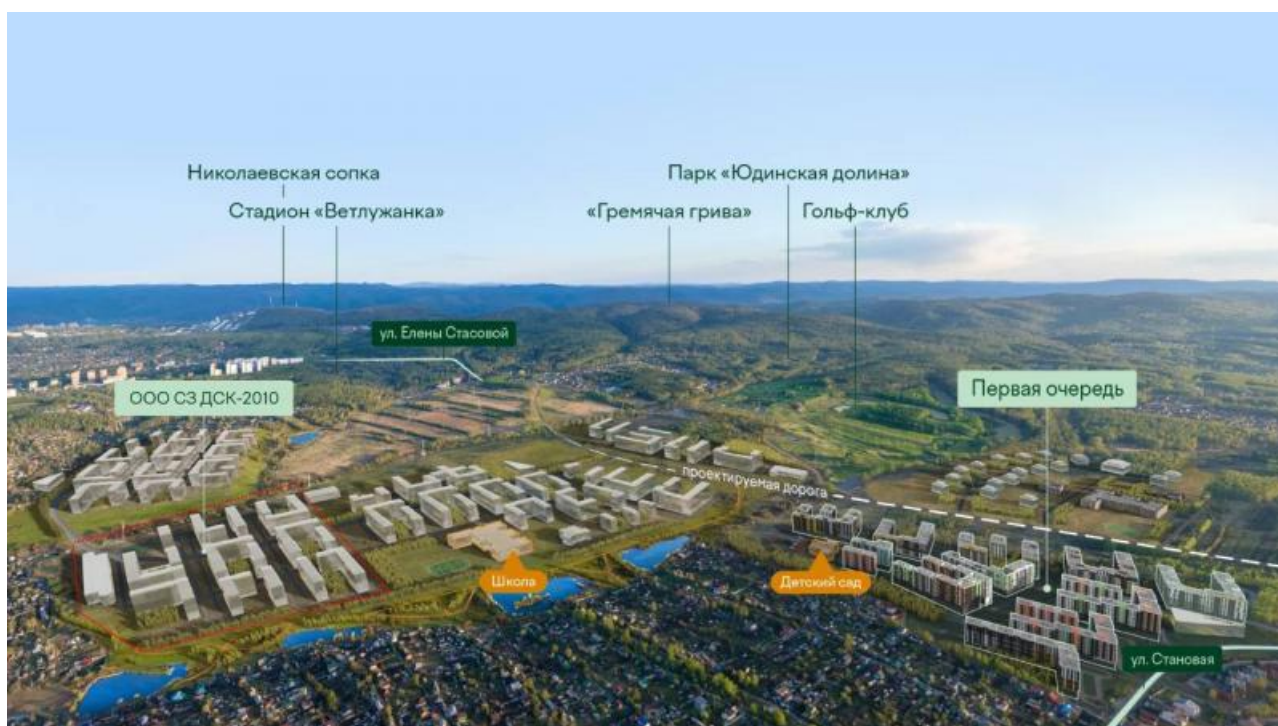 Николаевская сопка
Парк «Юдинская долина»
Стадион «Ветлужанка»
«Гремячая грива»
Гольф-клуб
ул. Елены Стасовой
ООО СЗ ДСК-2010
Первая очередь
проектируемая дорога
Школа
Детский сад
ул. Становая